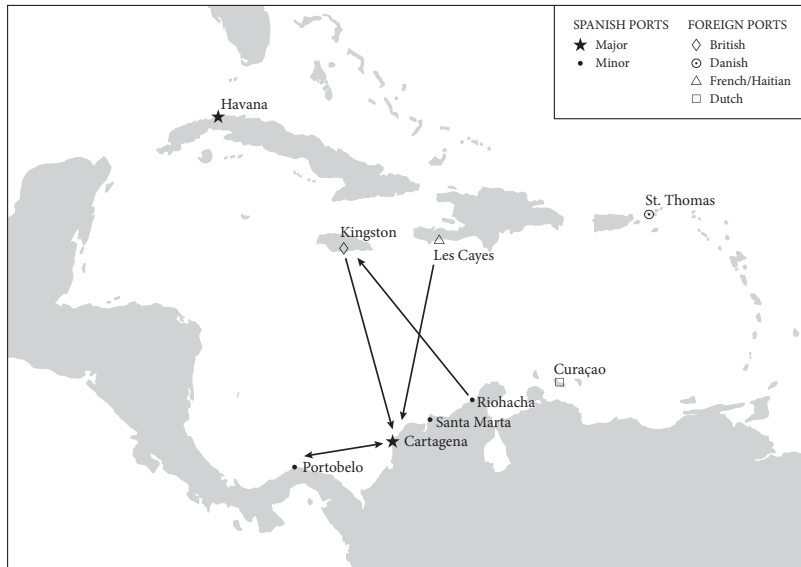 SPANISH PORTS
Major
Minor
FOREIGN PORTS
British
Danish
French/Haitian
Dutch
Havana
St. Thomas
Kingston
Les Cayes
Curaçao
Riohacha
Santa Marta
Cartagena
Portobelo